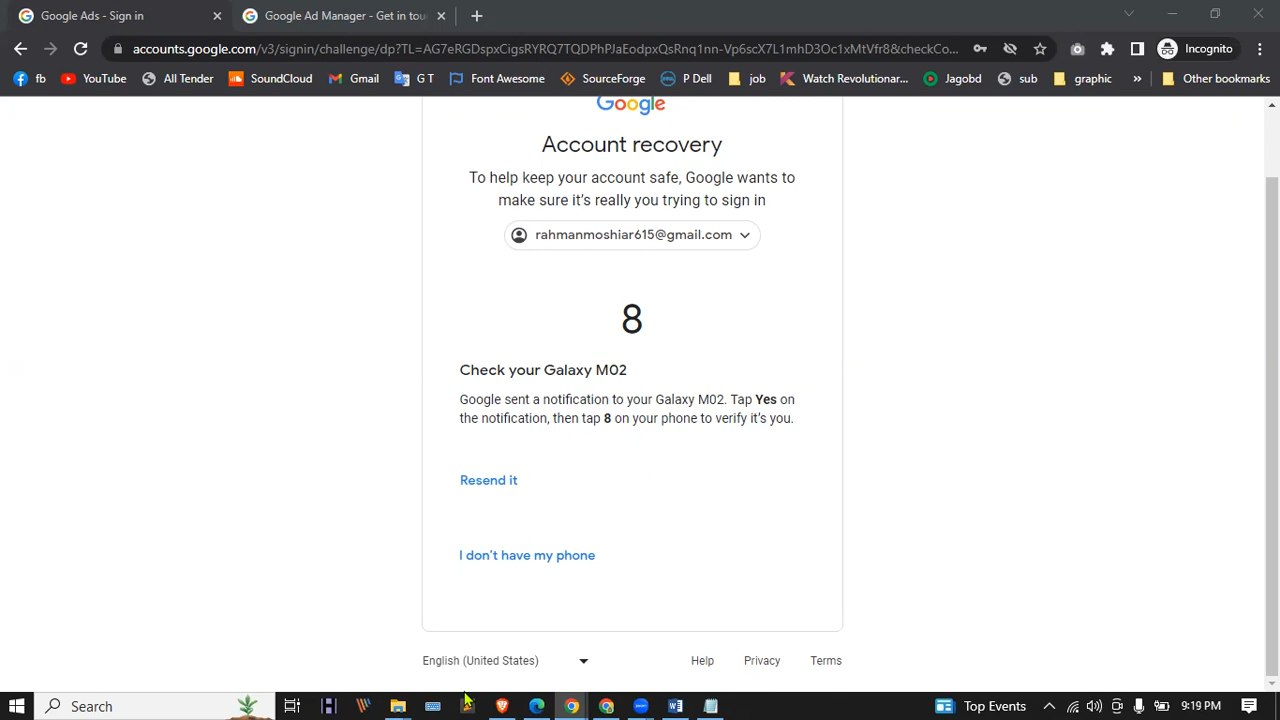 Google Ads - Sign in
Google Ad Manager - Get in tou
accounts.google.com/v3/signin/challenge/dp?TL=AG7eRGDspxCigsRYRQ7TQDPhPJaEodpxQsRnq1nn-Vp6scX7L1mhD3Oc1xMtVfr8&checkCo...
Incognito
fb YouTube All Tender SoundCloud Gmail G T Font Awesome SourceForge P Dell job Watch Revolutionar... Jagobd sub graphic » Other bookmarks
Google
Account recovery
To help keep your account safe, Google wants to
make sure it's really you trying to sign in
rahmanmoshiar615@gmail.com
8
Check your Galaxy M02
Google sent a notification to your Galaxy M02. Tap Yes on
the notification, then tap 8 on your phone to verify it's you.
Resend it
I don't have my phone
English (United States) Help Privacy Terms
Search Top Events 9:19 PM